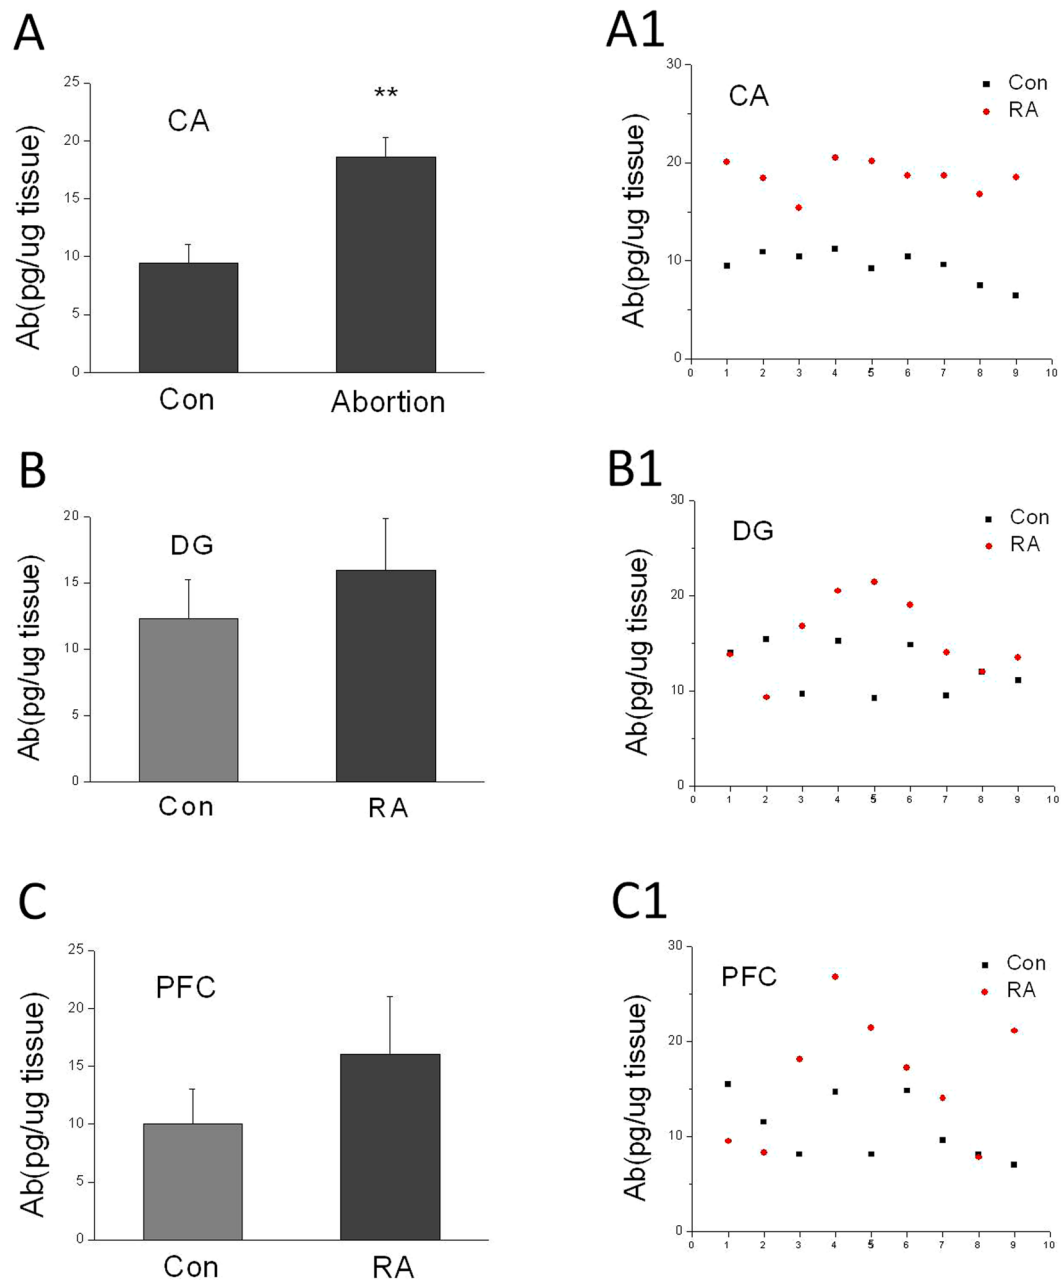 A
Ab(pg/ug tissue)
25
20
15
10
5
0
CA
**
Con Abortion
A1
Ab(pg/ug tissue)
30
20
10
0
CA
Con
RA
0 1 2 3 4 5 6 7 8 9 10
B
Ab(pg/ug tissue)
20
15
10
5
0
DG
Con RA
B1
Ab(pg/ug tissue)
30
20
10
0
DG
Con
RA
0 1 2 3 4 5 6 7 8 9 10
C
Ab(pg/ug tissue)
25
20
15
10
5
0
PFC
Con RA
C1
Ab(pg/ug tissue)
30
20
10
0
PFC
Con
RA
0 1 2 3 4 5 6 7 8 9 10